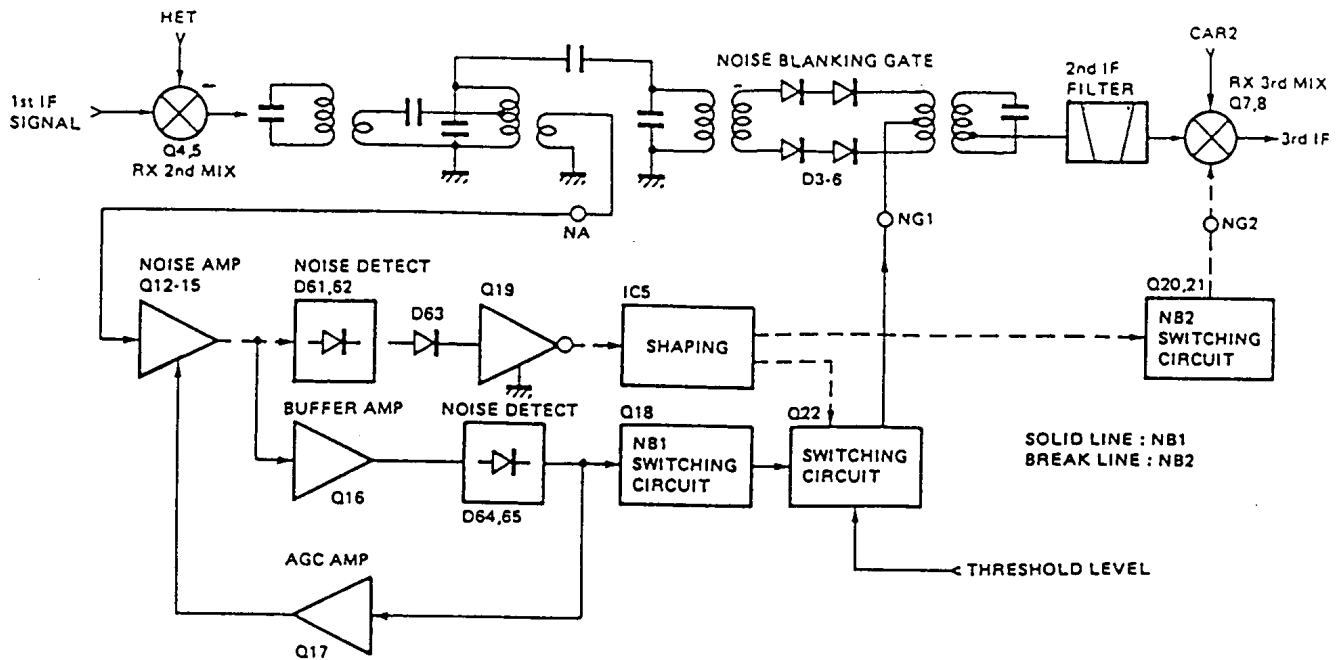 HET
1st IF
SIGNAL
Q4,5
RX 2nd MIX
NOISE BLANKING GATE
D3-6
2nd IF
FILTER
CAR2
RX 3rd MIX
Q7,8
3rd IF
NA
NG1
NG2
NOISE AMP
Q12-15
NOISE DETECT
D61,62
D63
Q19
IC5
SHAPING
Q20,21
NB2
SWITCHING
CIRCUIT
BUFFER AMP
Q16
NOISE DETECT
D64,65
Q18
NB1
SWITCHING
CIRCUIT
Q22
SWITCHING
CIRCUIT
SOLID LINE : NB1
BREAK LINE : NB2
AGC AMP
Q17
THRESHOLD LEVEL